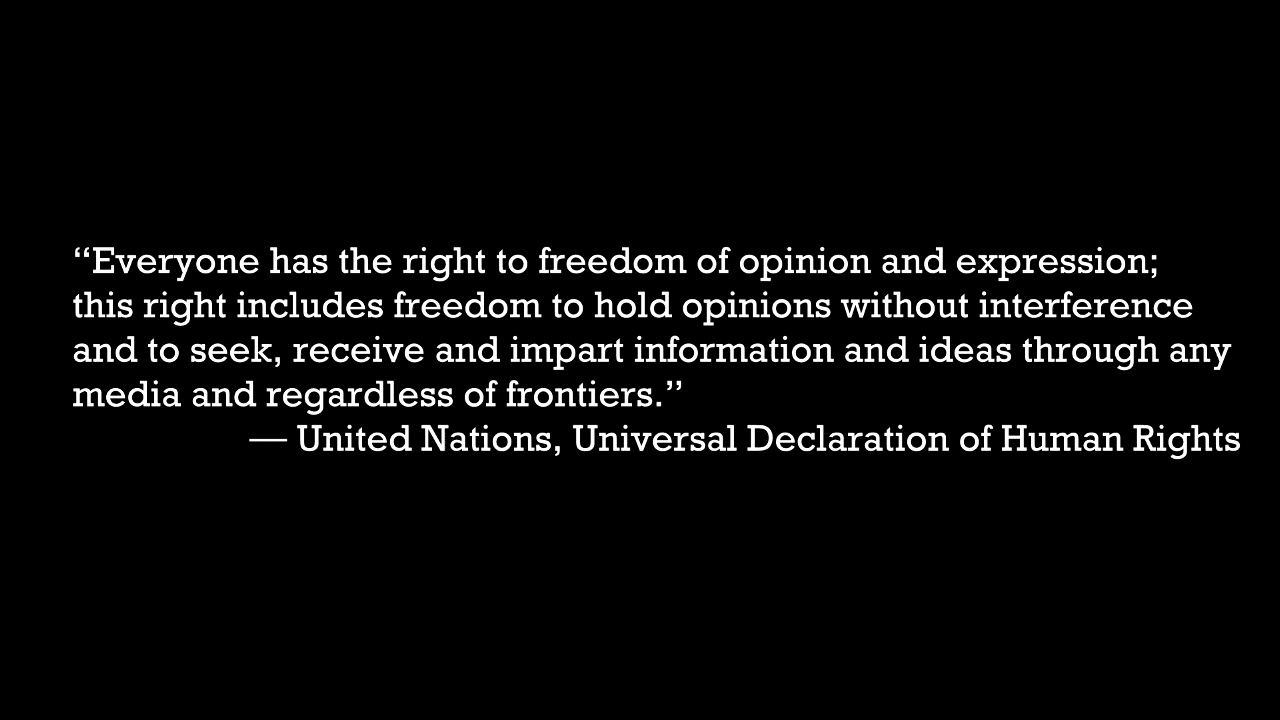 “Everyone has the right to freedom of opinion and expression;
this right includes freedom to hold opinions without interference
and to seek, receive and impart information and ideas through any
media and regardless of frontiers.”
— United Nations, Universal Declaration of Human Rights